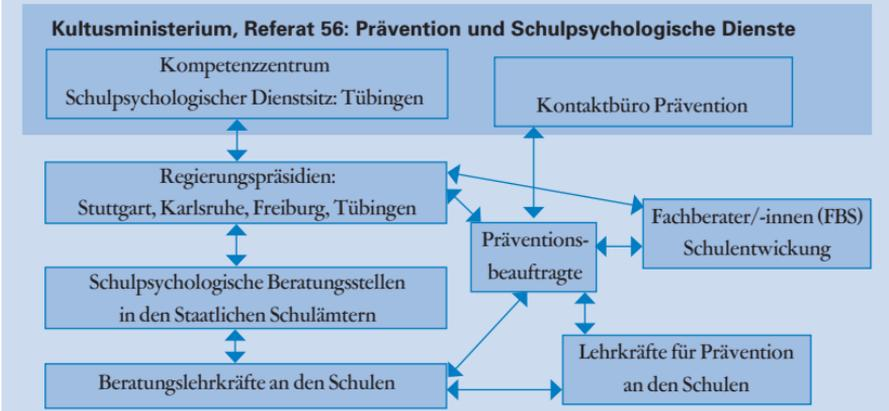 Kultusministerium, Referat 56: Prävention und Schulpsychologische Dienste
Kompetenzzentrum
Schulpsychologischer Dienstsitz: Tübingen
Kontaktbüro Prävention
Regierungspräsidien:
Stuttgart, Karlsruhe, Freiburg, Tübingen
Fachberater/-innen (FBS)
Schulentwickung
Präventions-
beauftragte
Schulpsychologische Beratungsstellen
in den Staatlichen Schulämtern
Lehrkräfte für Prävention
an den Schulen
Beratungslehrkräfte an den Schulen